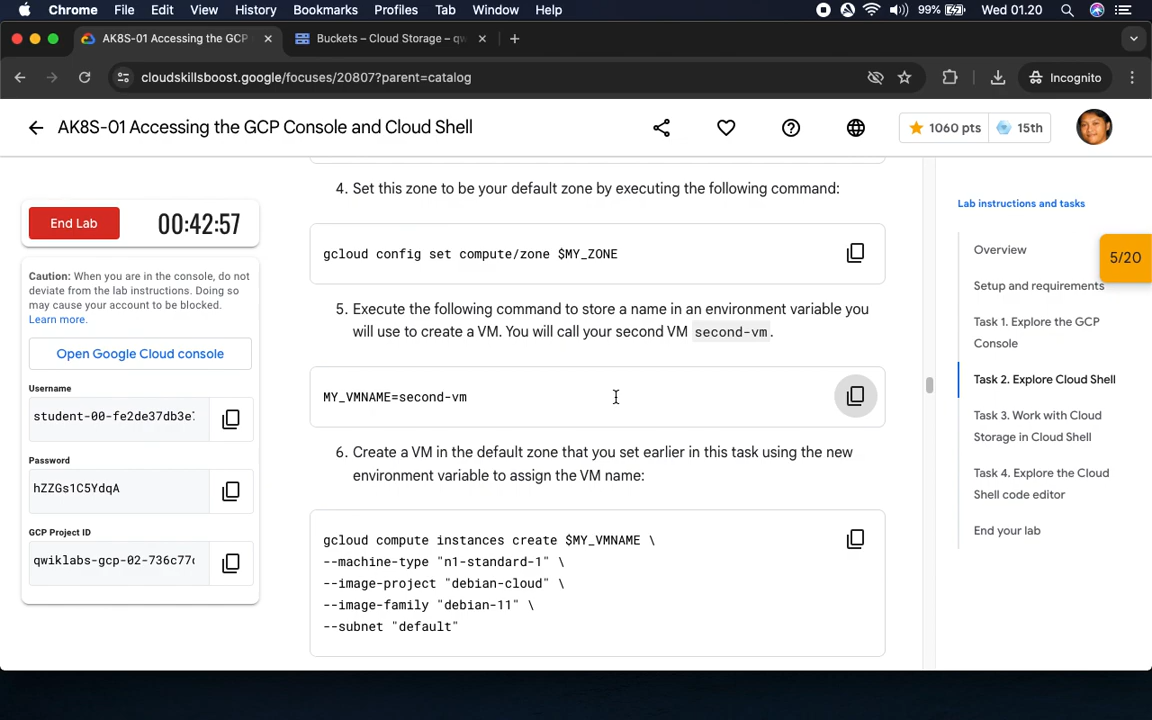 Chrome File Edit View History Bookmarks Profiles Tab Window Help 99% Wed 01.20
AK8S-01 Accessing the GCP
Buckets – Cloud Storage – qw
cloudskillsboost.google/focuses/20807?parent=catalog
Incognito
AK8S-01 Accessing the GCP Console and Cloud Shell
1060 pts
15th
End Lab
00:42:57
Caution: When you are in the console, do not
deviate from the lab instructions. Doing so
may cause your account to be blocked.
Learn more.
Open Google Cloud console
Username
student-00-fe2de37db3e
Password
hZZGs1C5YdqA
GCP Project ID
qwiklabs-gcp-02-736c77
4. Set this zone to be your default zone by executing the following command:
gcloud config set compute/zone $MY_ZONE
5. Execute the following command to store a name in an environment variable you
will use to create a VM. You will call your second VM second-vm.
MY_VMNAME=second-vm
6. Create a VM in the default zone that you set earlier in this task using the new
environment variable to assign the VM name:
gcloud compute instances create $MY_VMNAME \
--machine-type "n1-standard-1" \
--image-project "debian-cloud" \
--image-family "debian-11" \
--subnet "default"
Lab instructions and tasks
5/20
Overview
Setup and requirements
Task 1. Explore the GCP
Console
Task 2. Explore Cloud Shell
Task 3. Work with Cloud
Storage in Cloud Shell
Task 4. Explore the Cloud
Shell code editor
End your lab